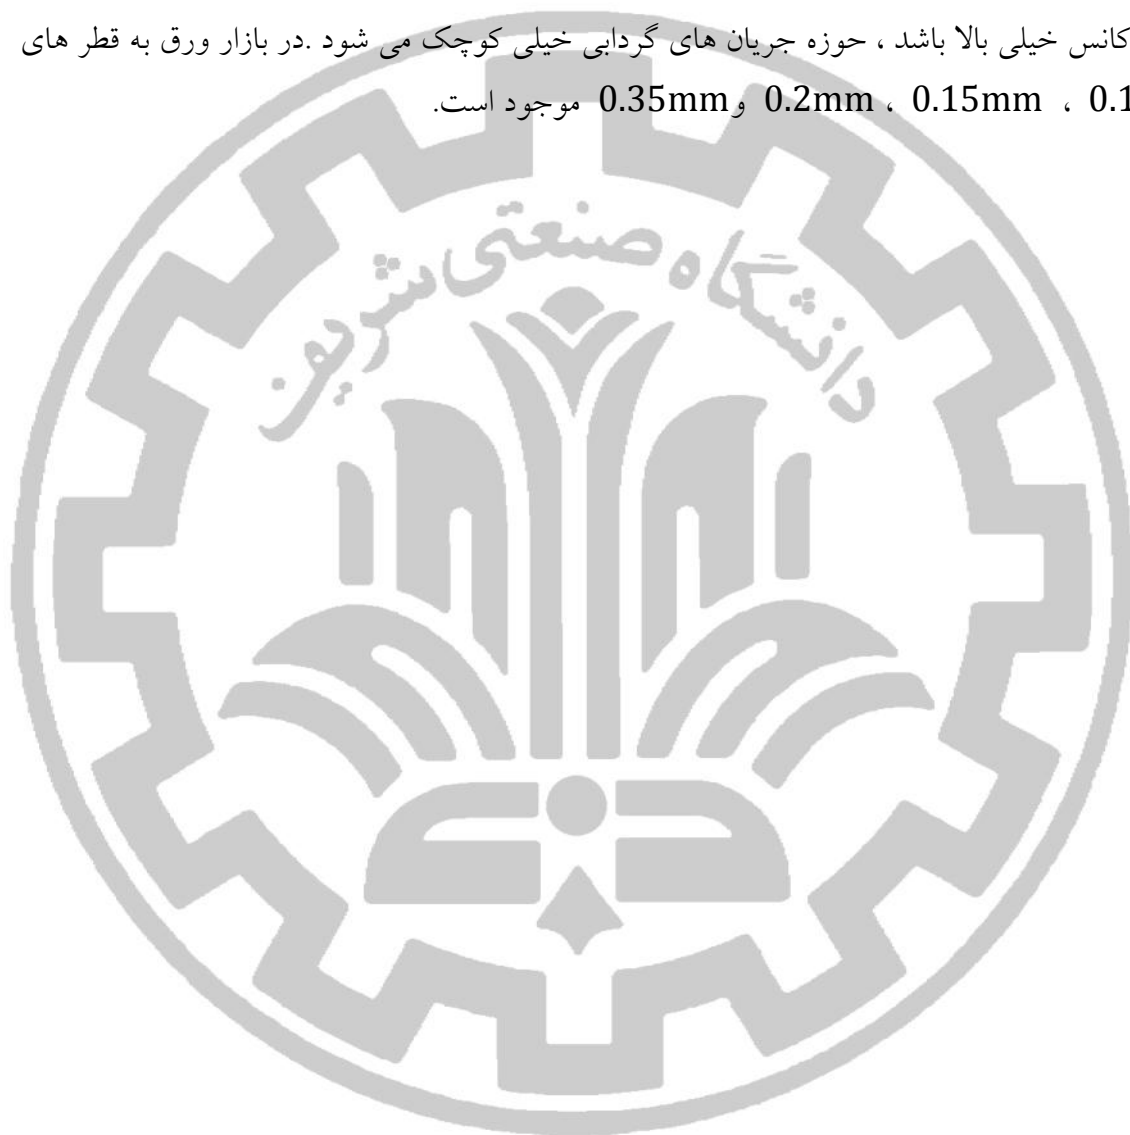 کانس خیلی بالا باشد ، حوزه جریان های گردابی خیلی کوچک می شود .در بازار ورق به قطر های
0.1 ، 0.15mm ، 0.2mm و 0.35mm موجود است.
دانشگاه صنعتی شریف